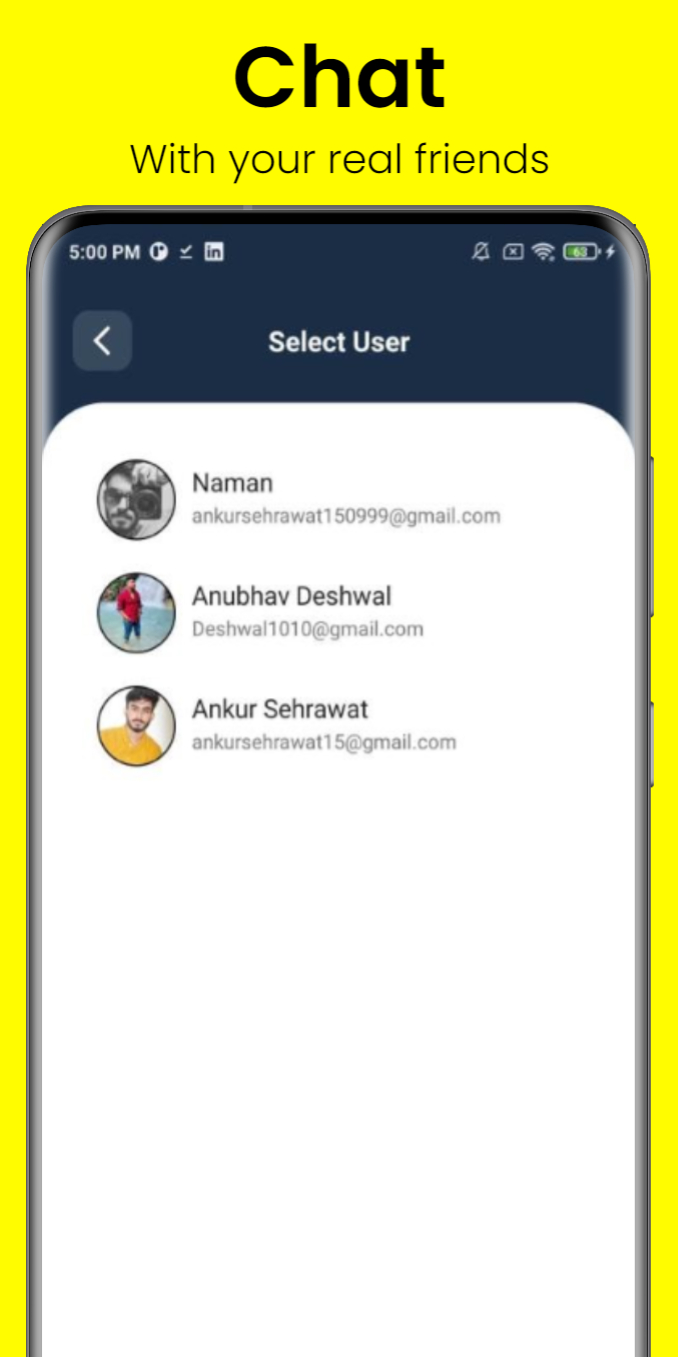 Chat
With your real friends
5:00 PM in 63
Select User
Naman
ankursehrawat150999@gmail.com
Anubhav Deshwal
Deshwal1010@gmail.com
Ankur Sehrawat
ankursehrawat15@gmail.com